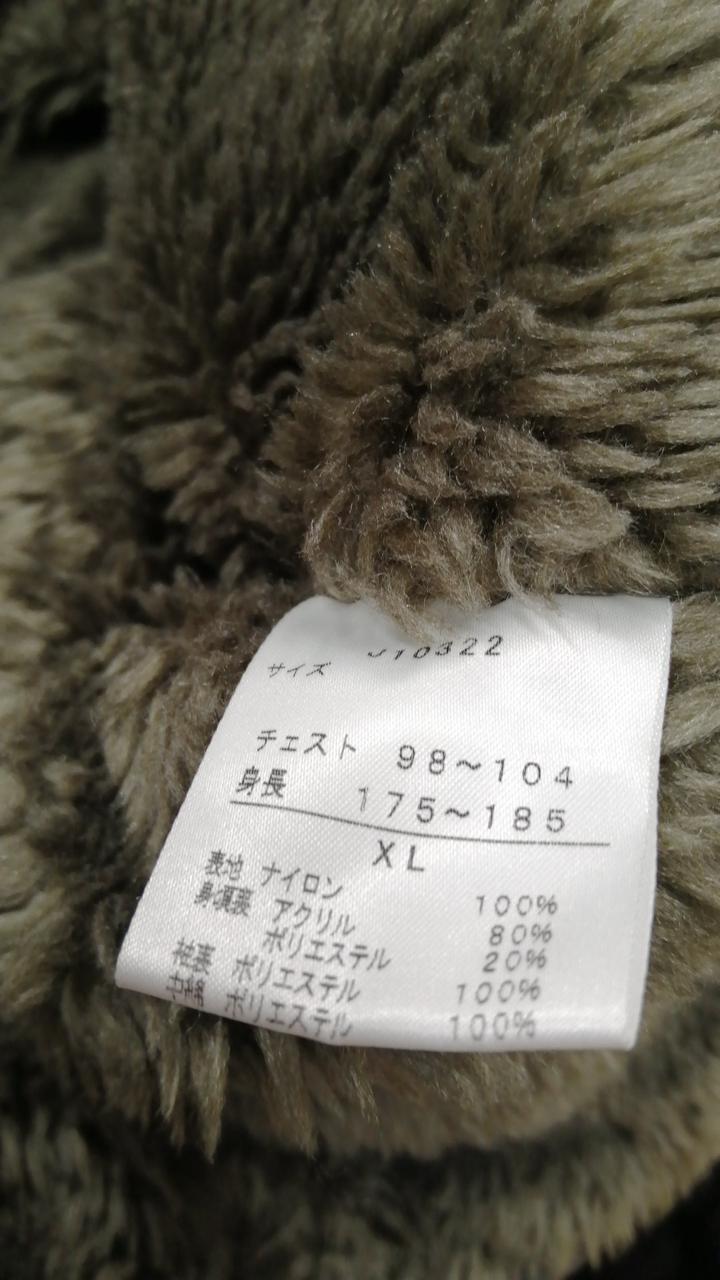 サイズ
チェスト 98～104
身長 175～185
XL
表地 ナイロン 100%
身頃裏 アクリル 80%
ポリエステル 20%
袖裏 ポリエステル 100%
中綿 ポリエステル 100%